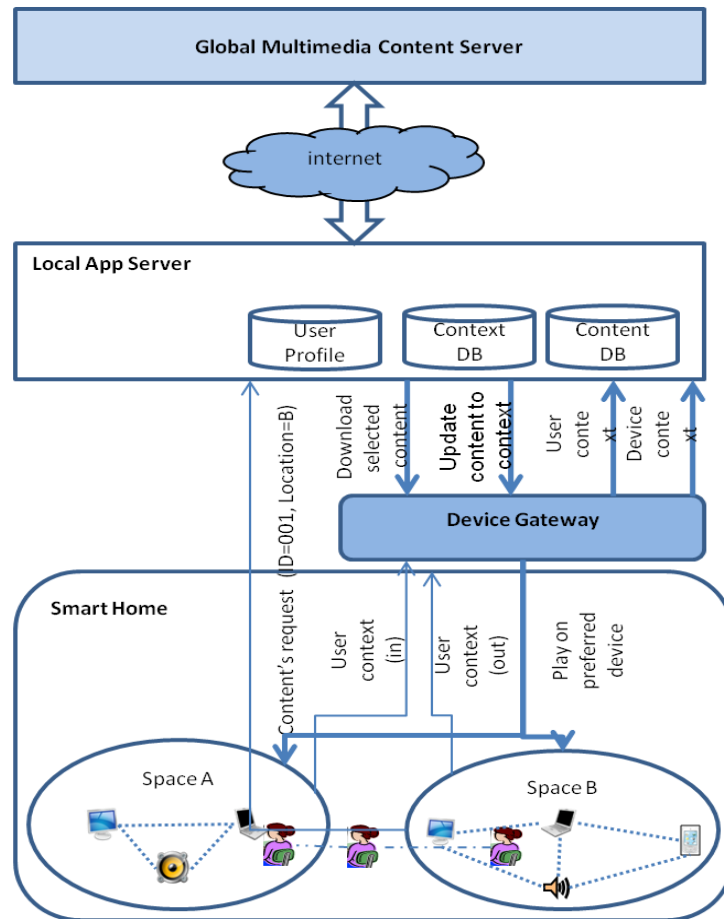 Global Multimedia Content Server
internet
Local App Server
User
Profile
Context
DB
Content
DB
Download
selected
content
Update
content to
context
User
conte
xt
Device
conte
xt
Device Gateway
Content's request (ID=001, Location=B)
Smart Home
User
context
(in)
User
context
(out)
Play on
preferred
device
Space A
Space B